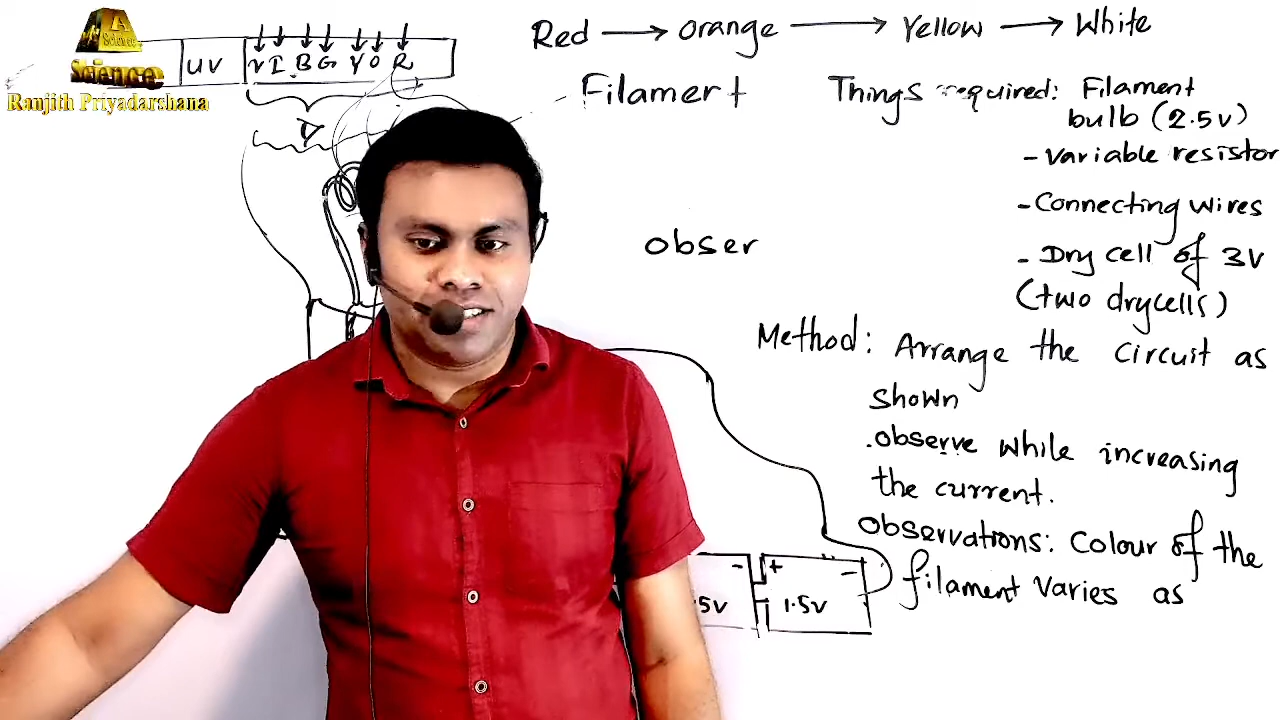 A
Science
Science
Ranjith Priyadarshana
UV V I B G Y O R
Red → orange → Yellow → White
Filament
Things required: Filament
bulb (2.5v)
- variable resistor
- Connecting wires
- Dry cell of 3V
(two drycells)
obser
Method: Arrange the circuit as
shown
.observe while increasing
the current.
Observations: Colour of the
filament varies as
- + -
.5v 1.5v